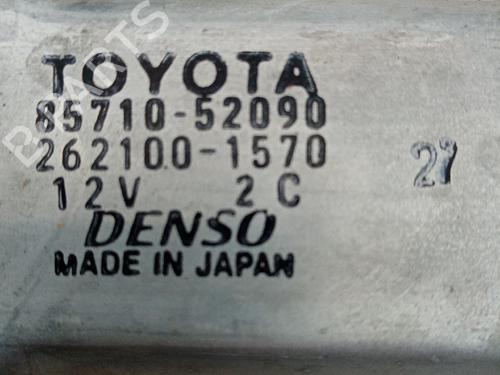 TOYOTA
85710-52090
262100-1570
27
12V 2C
DENSO
MADE IN JAPAN